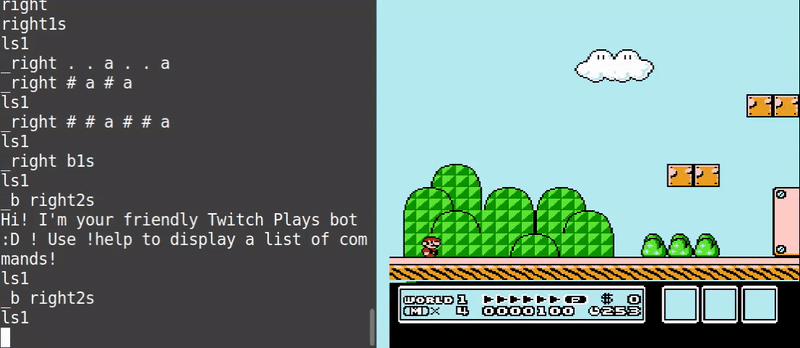 right
right1s
ls1
_right . . a . . a
_right # a # a
ls1
_right # # a # # a
ls1
_right b1s
ls1
_b right2s
Hi! I'm your friendly Twitch Plays bot
:D ! Use !help to display a list of com
mands!
ls1
_b right2s
ls1
WORLD 1 P $ 0
M x 4 0000100 253